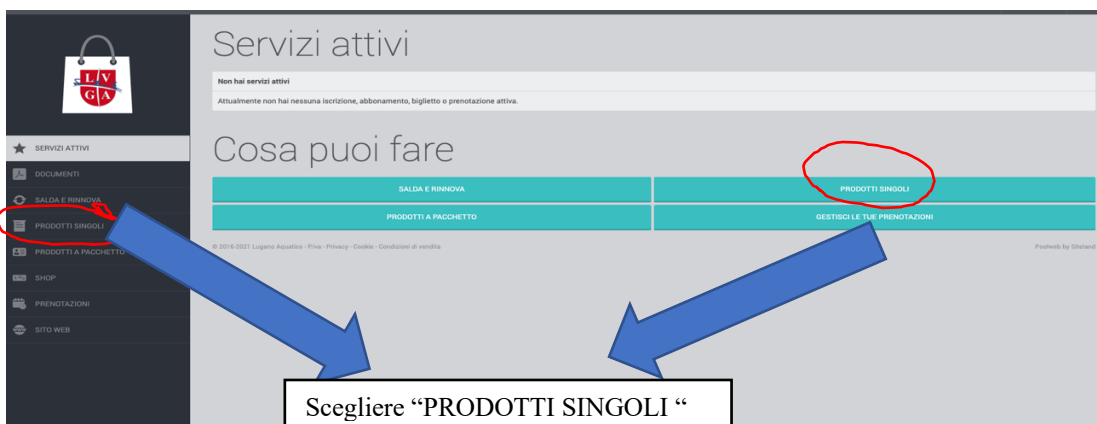 L V
G A
SERVIZI ATTIVI
DOCUMENTI
SALDA E RINNOVA
PRODOTTI SINGOLI
PRODOTTI A PACCHETTO
SHOP
PRENOTAZIONI
SITO WEB
Servizi attivi
Non hai servizi attivi
Attualmente non hai nessuna iscrizione, abbonamento, biglietto o prenotazione attiva.
Cosa puoi fare
SALDA E RINNOVA
PRODOTTI SINGOLI
PRODOTTI A PACCHETTO
GESTISCI LE TUE PRENOTAZIONI
© 2016-2021 Lugano Aquatics - P.iva - Privacy - Cookie - Condizioni di vendita
Poolweb by Siteland
Scegliere “PRODOTTI SINGOLI “